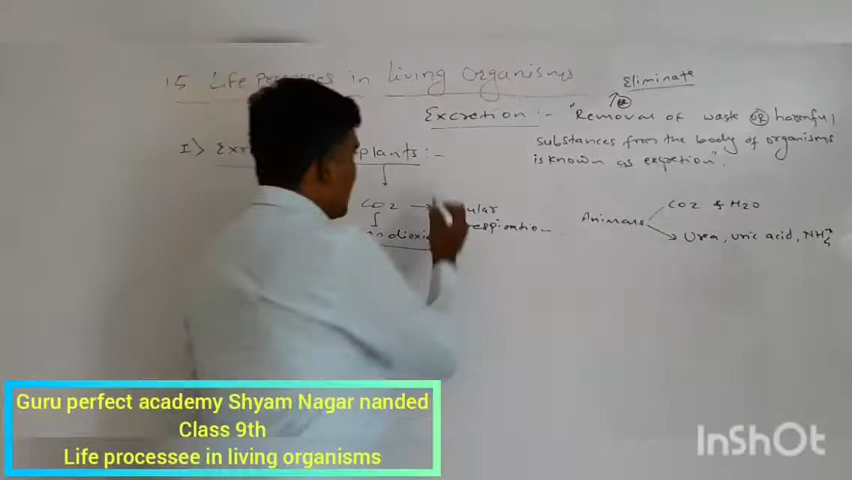 15 Life Processes in living Organisms
Eliminate
Excretion :- "Removal of waste or harmful
substances from the body of organisms
is known as excretion".
I> plants :-
CO2 →
respiration
Animals
CO2 & H2O
Urea, uric acid, NH4+
Guru perfect academy Shyam Nagar nanded
Class 9th
Life processee in living organisms
InShOt